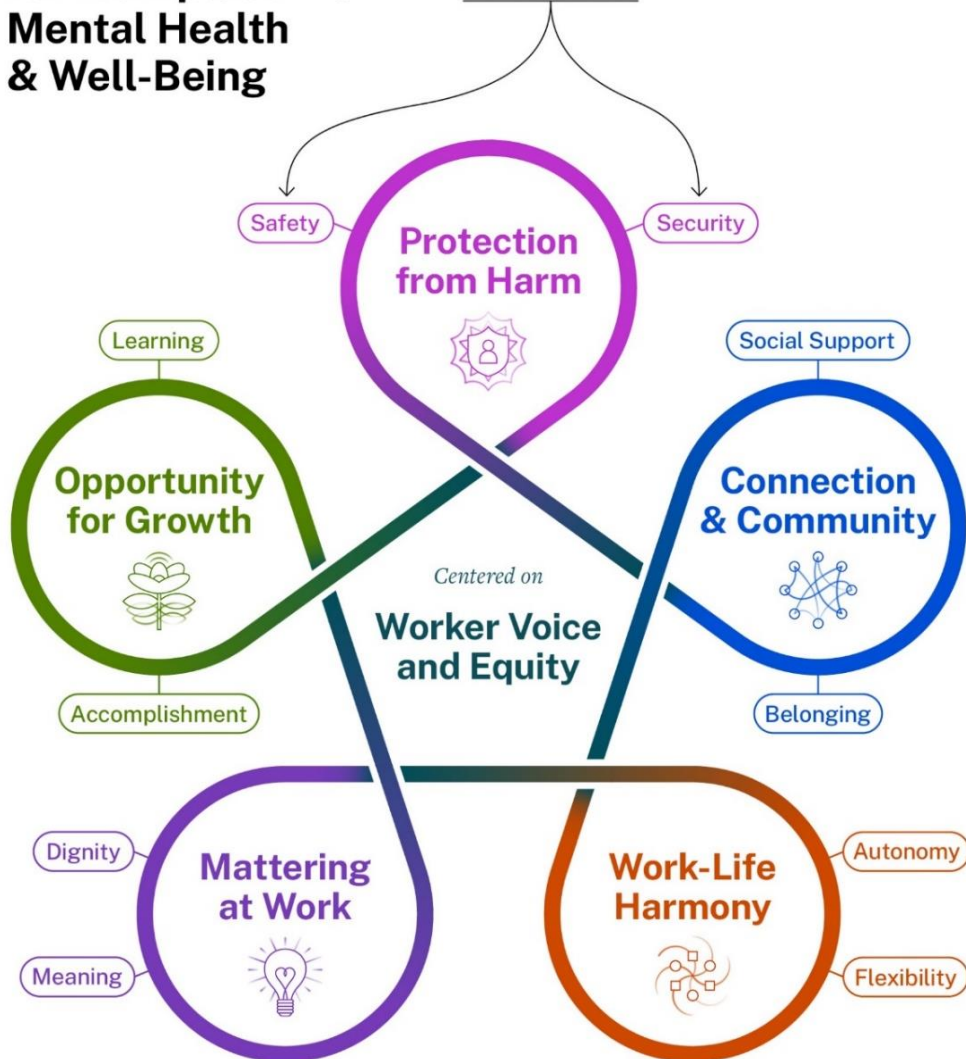 Mental Health
& Well-Being
Safety
Security
Protection
from Harm
Learning
Social Support
Opportunity
for Growth
Connection
& Community
Centered on
Worker Voice
and Equity
Accomplishment
Belonging
Dignity
Mattering
at Work
Meaning
Work-Life
Harmony
Autonomy
Flexibility